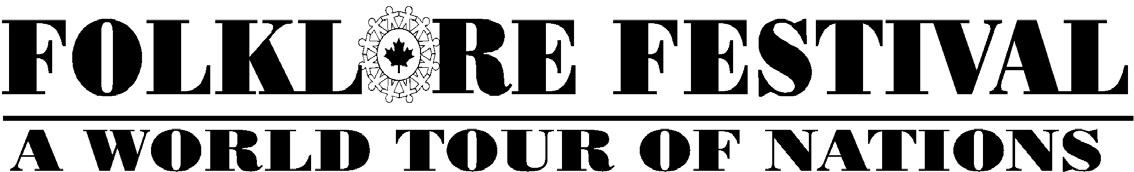 FOLKLORE FESTIVAL
A WORLD TOUR OF NATIONS